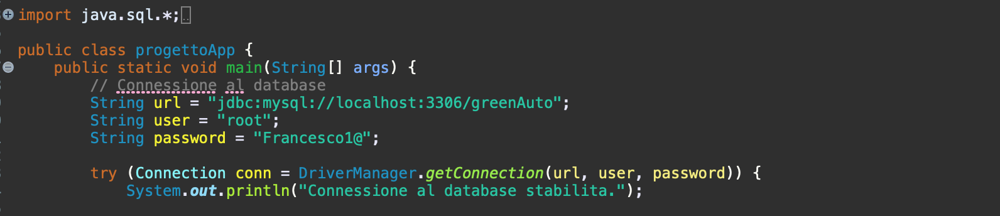 import java.sql.*;
public class progettoApp {
public static void main(String[] args) {
// Connessione al database
String url = "jdbc:mysql://localhost:3306/greenAuto";
String user = "root";
String password = "Francesco1@";
try (Connection conn = DriverManager.getConnection(url, user, password)) {
System.out.println("Connessione al database stabilita.");